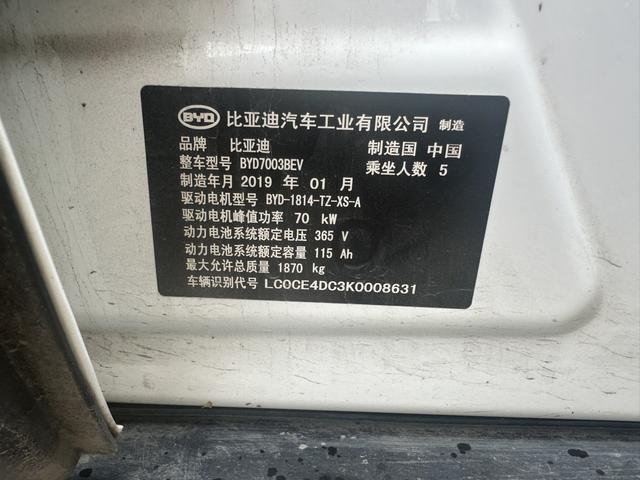 BYD 比亚迪汽车工业有限公司 制造
品牌 比亚迪 制造国 中国
整车型号 BYD7003BEV 乘坐人数 5
制造年月 2019 年 01 月
驱动电机型号 BYD-1814-TZ-XS-A
驱动电机峰值功率 70 kW
动力电池系统额定电压 365 V
动力电池系统额定容量 115 Ah
最大允许总质量 1870 kg
车辆识别代号 LC0CE4DC3K0008631